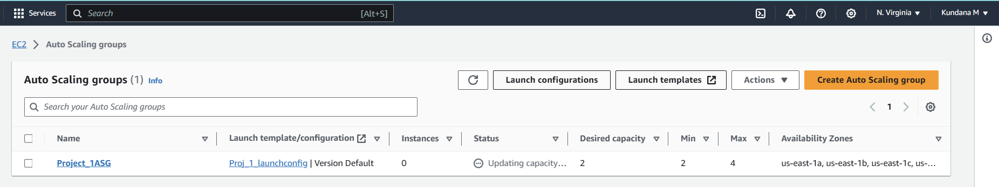 Services Search [Alt+S] N. Virginia Kundana M
EC2 Auto Scaling groups
Auto Scaling groups (1) Info Launch configurations Launch templates Actions Create Auto Scaling group
Search your Auto Scaling groups 1
Name Launch template/configuration Instances Status Desired capacity Min Max Availability Zones
Project_1ASG Proj_1_launchconfig | Version Default 0 Updating capacity... 2 2 4 us-east-1a, us-east-1b, us-east-1c, us-...